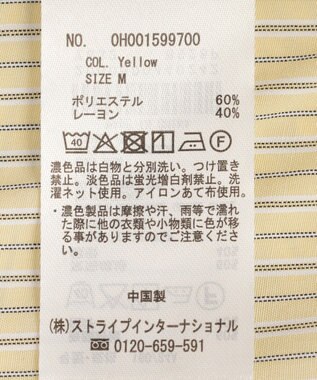 NO. 0H001599700
COL. Yellow
SIZE M
ポリエステル 60%
レーヨン 40%
40 F
濃色品は白物と分別洗い。つけ置き
禁止。淡色品は蛍光増白剤禁止。洗
濯ネット使用。アイロンあて布使用。
・濃色製品は摩擦や汗、雨等で濡れ
た際に他の衣類や小物類に色が移
る事がありますのでご注意くださ
い。
中国製
(株)ストライプインターナショナル
0120-659-591